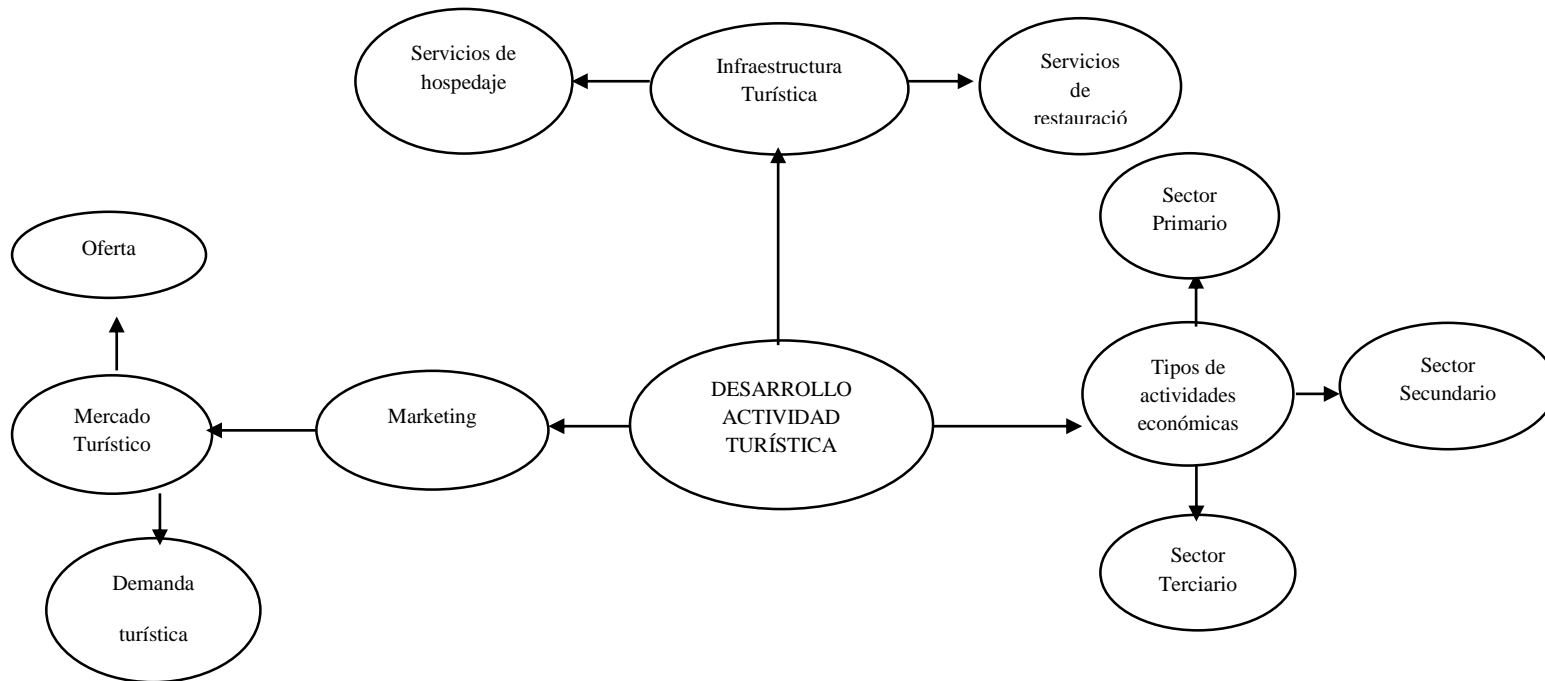 Servicios de
hospedaje
Infraestructura
Turística
Servicios
de
restauració
Sector
Primario
Oferta
Tipos de
actividades
económicas
Sector
Secundario
DESARROLLO
ACTIVIDAD
TURÍSTICA
Marketing
Mercado
Turístico
Sector
Terciario
Demanda
turística